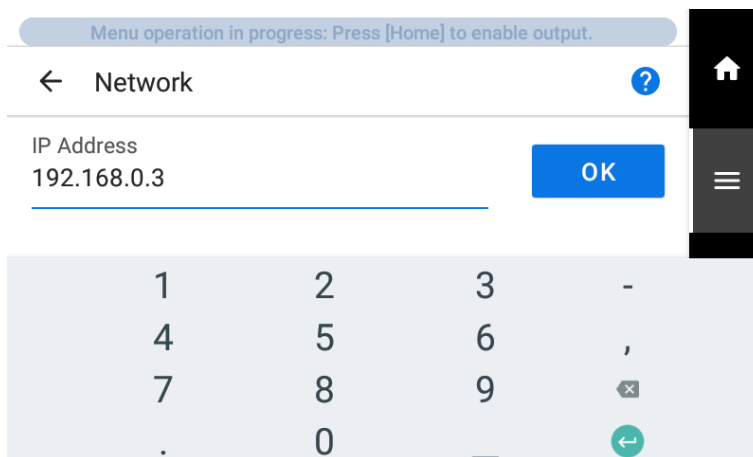 Menu operation in progress: Press [Home] to enable output.
Network
?
IP Address
192.168.0.3
OK
1 2 3 -
4 5 6 ,
7 8 9
. 0 _